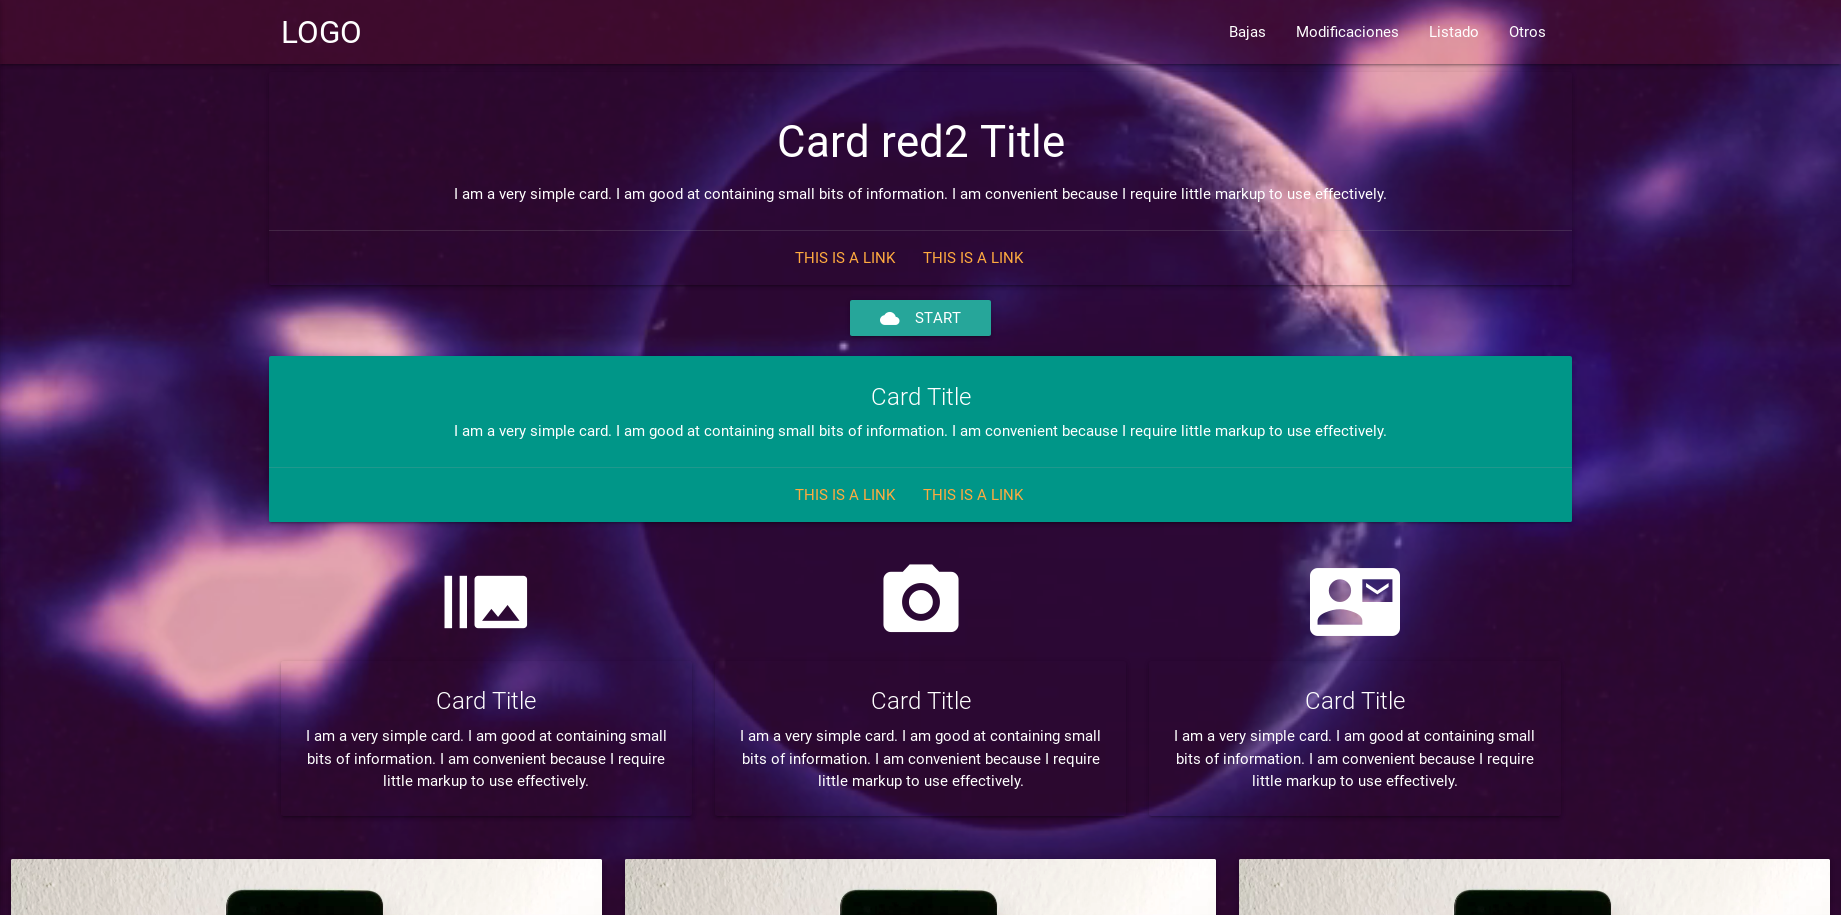 LOGO
Bajas Modificaciones Listado Otros
Card red2 Title
I am a very simple card. I am good at containing small bits of information. I am convenient because I require little markup to use effectively.
THIS IS A LINK THIS IS A LINK
START
Card Title
I am a very simple card. I am good at containing small bits of information. I am convenient because I require little markup to use effectively.
THIS IS A LINK THIS IS A LINK
Card Title
I am a very simple card. I am good at containing small
bits of information. I am convenient because I require
little markup to use effectively.
Card Title
I am a very simple card. I am good at containing small
bits of information. I am convenient because I require
little markup to use effectively.
Card Title
I am a very simple card. I am good at containing small
bits of information. I am convenient because I require
little markup to use effectively.